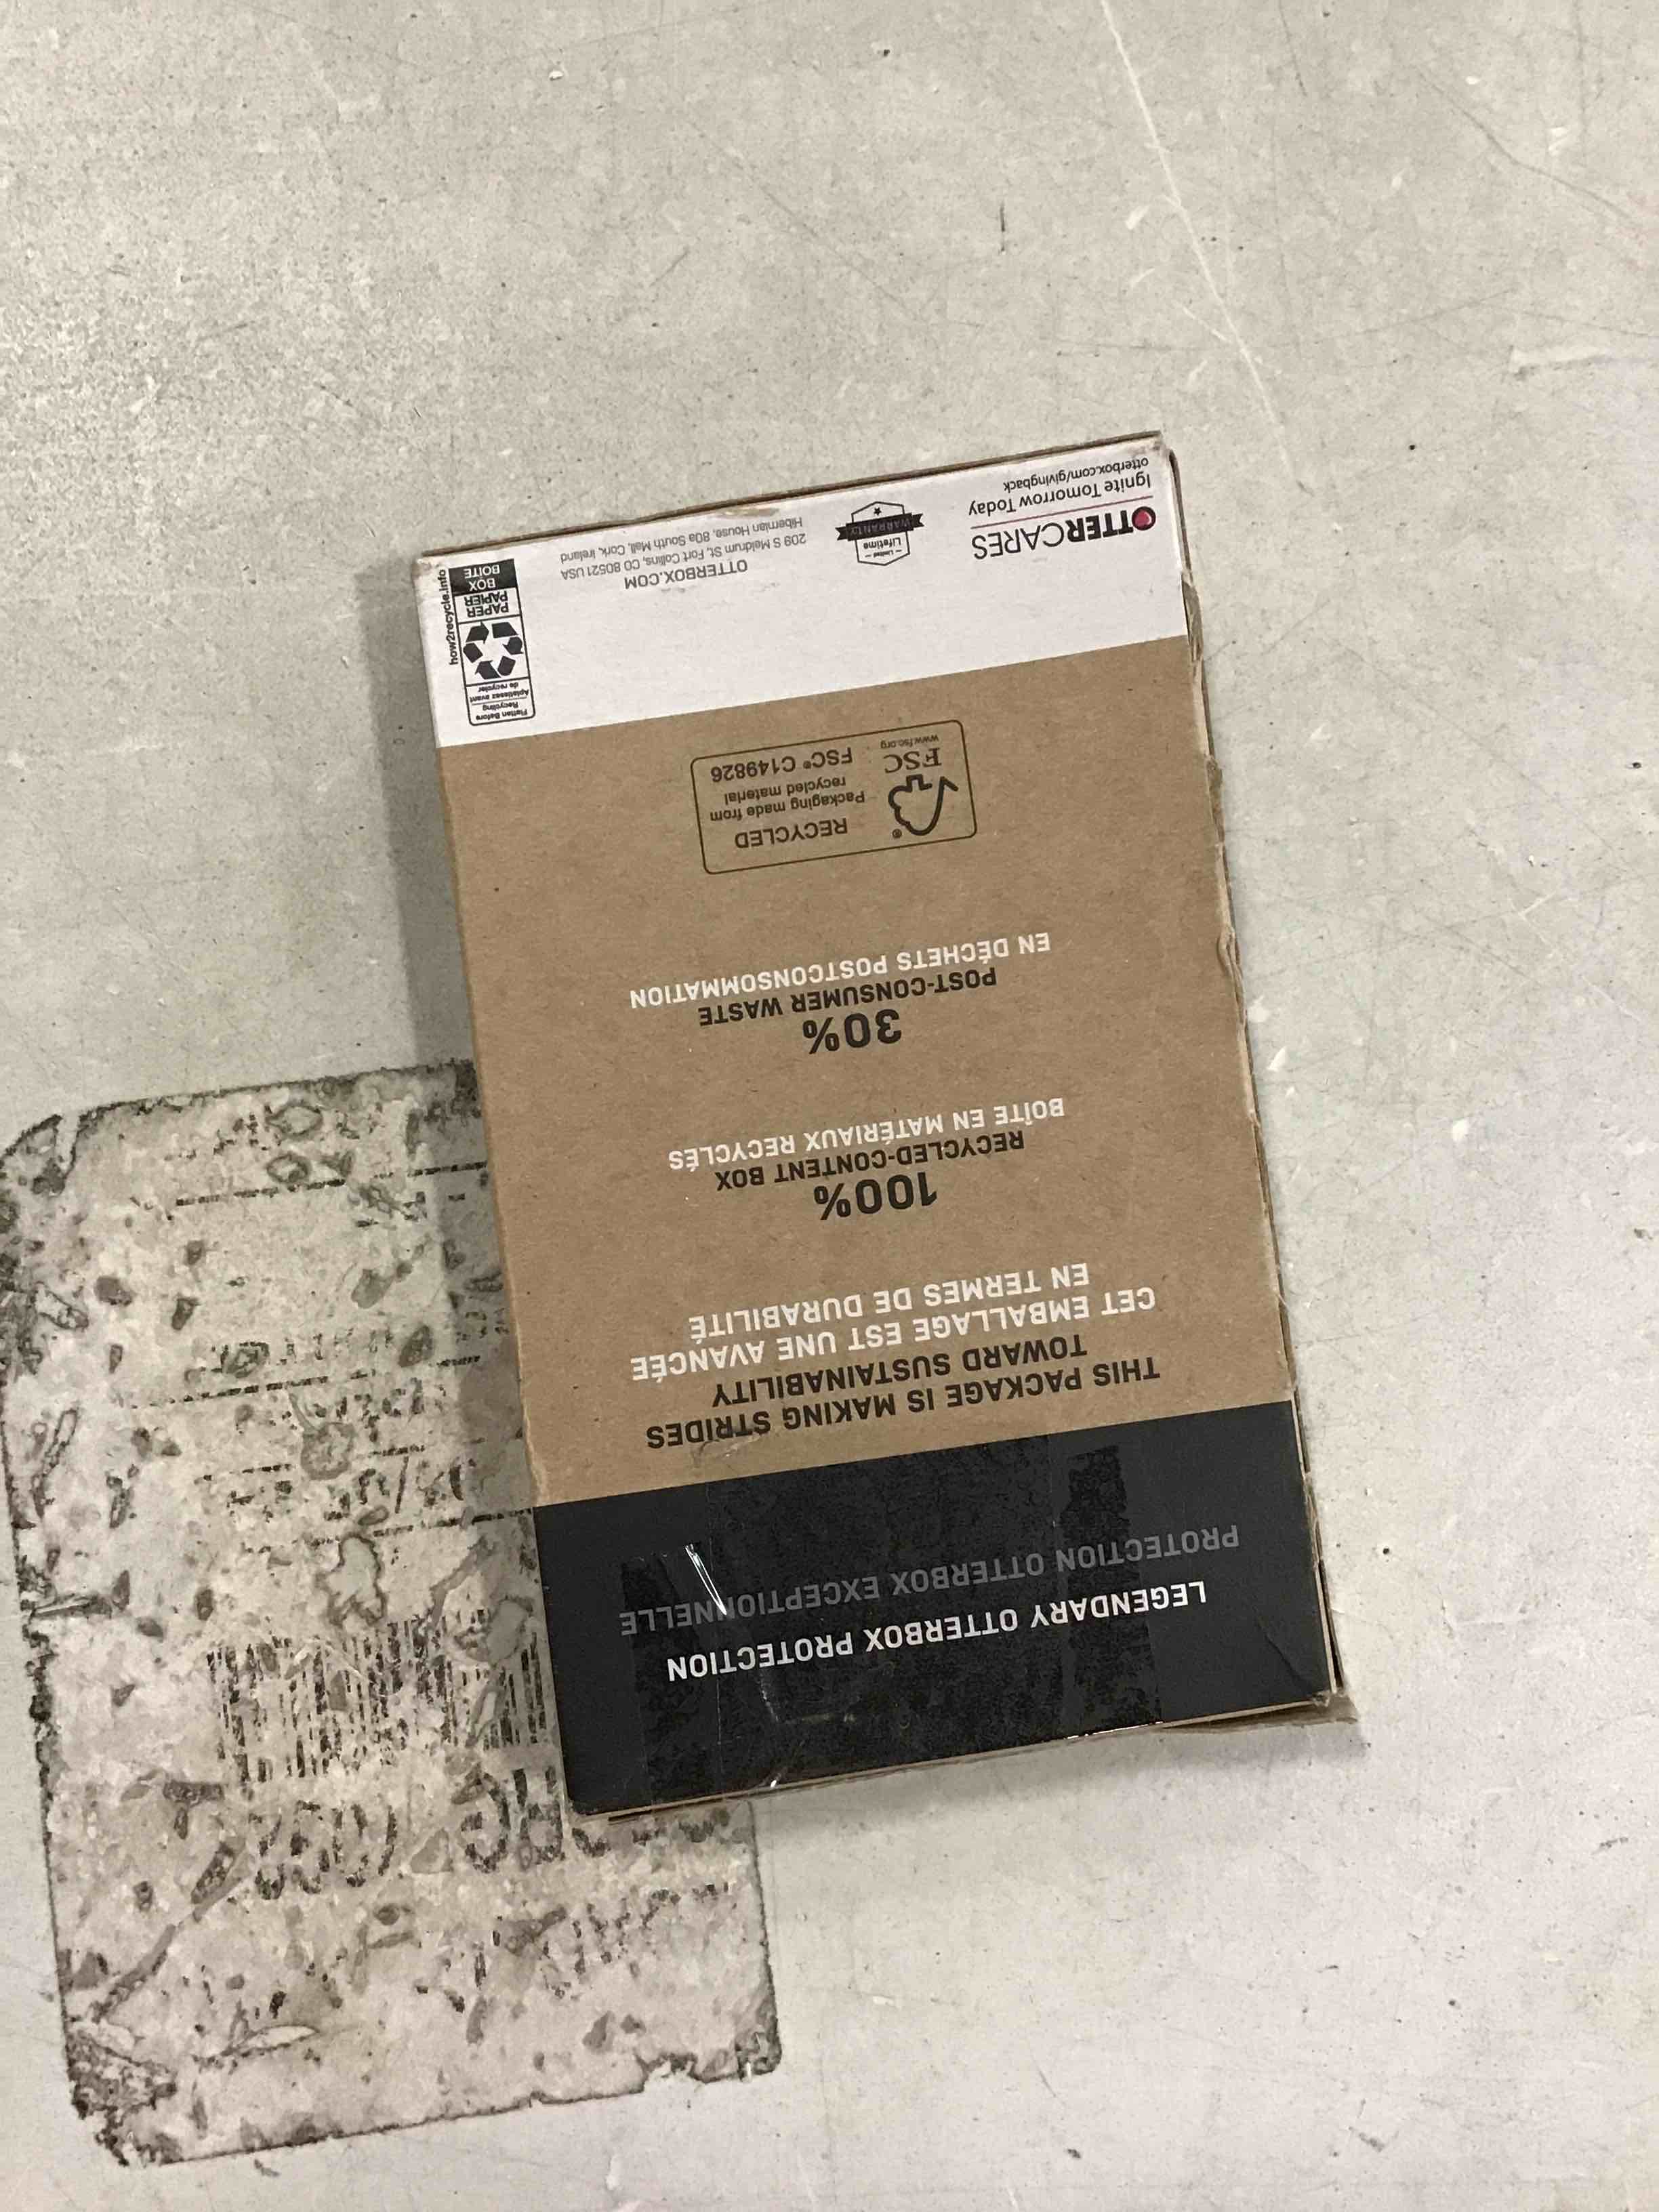 LEGENDARY OTTERBOX PROTECTION
PROTECTION OTTERBOX EXCEPTIONNELLE
THIS PACKAGE IS MAKING STRIDES
TOWARD SUSTAINABILITY
CET EMBALLAGE EST UNE AVANCÉE
EN TERMES DE DURABILITÉ
100%
RECYCLED-CONTENT BOX
BOÎTE EN MATÉRIAUX RECYCLÉS
30%
POST-CONSUMER WASTE
EN DÉCHETS POSTCONSOMMATION
®
FSC
www.fsc.org
RECYCLED
Packaging made from
recycled material
FSC® C149826
OTTERCARES
Ignite Tomorrow Today
otterbox.com/givingback
Limited
Lifetime
WARRANTY
OTTERBOX.COM
209 S Meldrum St, Fort Collins, CO 80521 USA
Hibernian House, 80a South Mall, Cork, Ireland
Flatten Before
Recycling
Aplatissez avant
de recycler
PAPER
PAPIER
BOX
BOÎTE
how2recycle.info